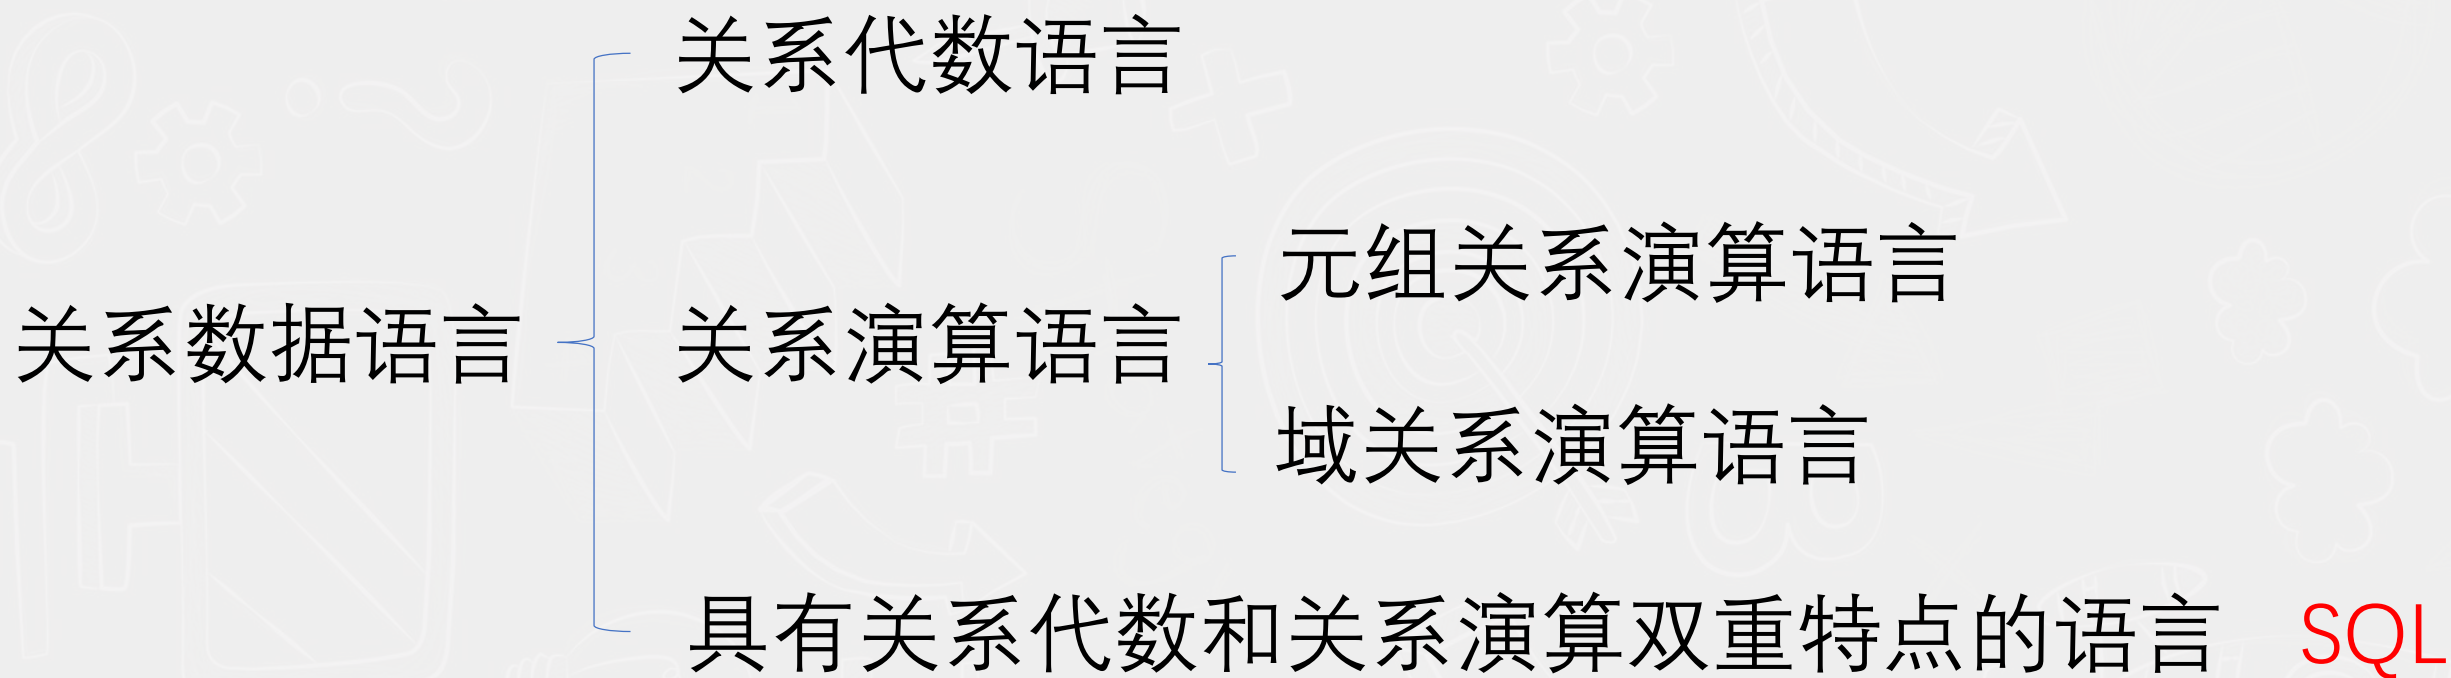 关系代数语言
元组关系演算语言
关系数据语言 关系演算语言
域关系演算语言
具有关系代数和关系演算双重特点的语言 SQL